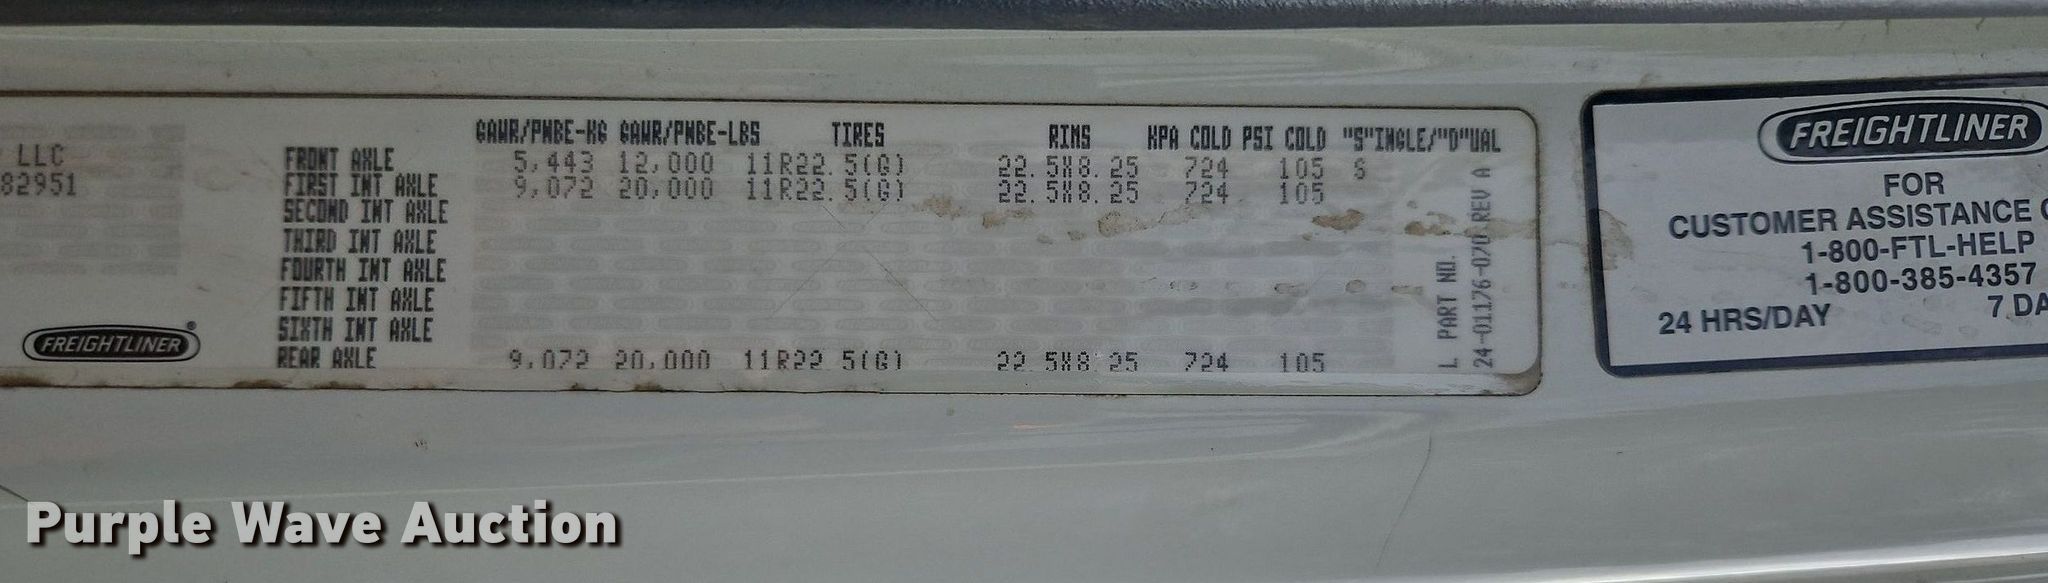 LLC
82951
FREIGHTLINER
GAWR/PNBE-KG GAWR/PNBE-LBS TIRES RIMS KPA COLD PSI COLD "S"INGLE/"D"UAL
FRONT AXLE 5,443 12,000 11R22.5(G) 22.5X8.25 724 105 S
FIRST INT AXLE 9,072 20,000 11R22.5(G) 22.5X8.25 724 105
SECOND INT AXLE
THIRD INT AXLE
FOURTH INT AXLE
FIFTH INT AXLE
SIXTH INT AXLE
REAR AXLE 9,072 20,000 11R22.5(G) 22.5X8.25 724 105
L PART NO.
24-01176-070 REV A
FREIGHTLINER
FOR
CUSTOMER ASSISTANCE
1-800-FTL-HELP
1-800-385-4357
24 HRS/DAY 7 DA
Purple Wave Auction